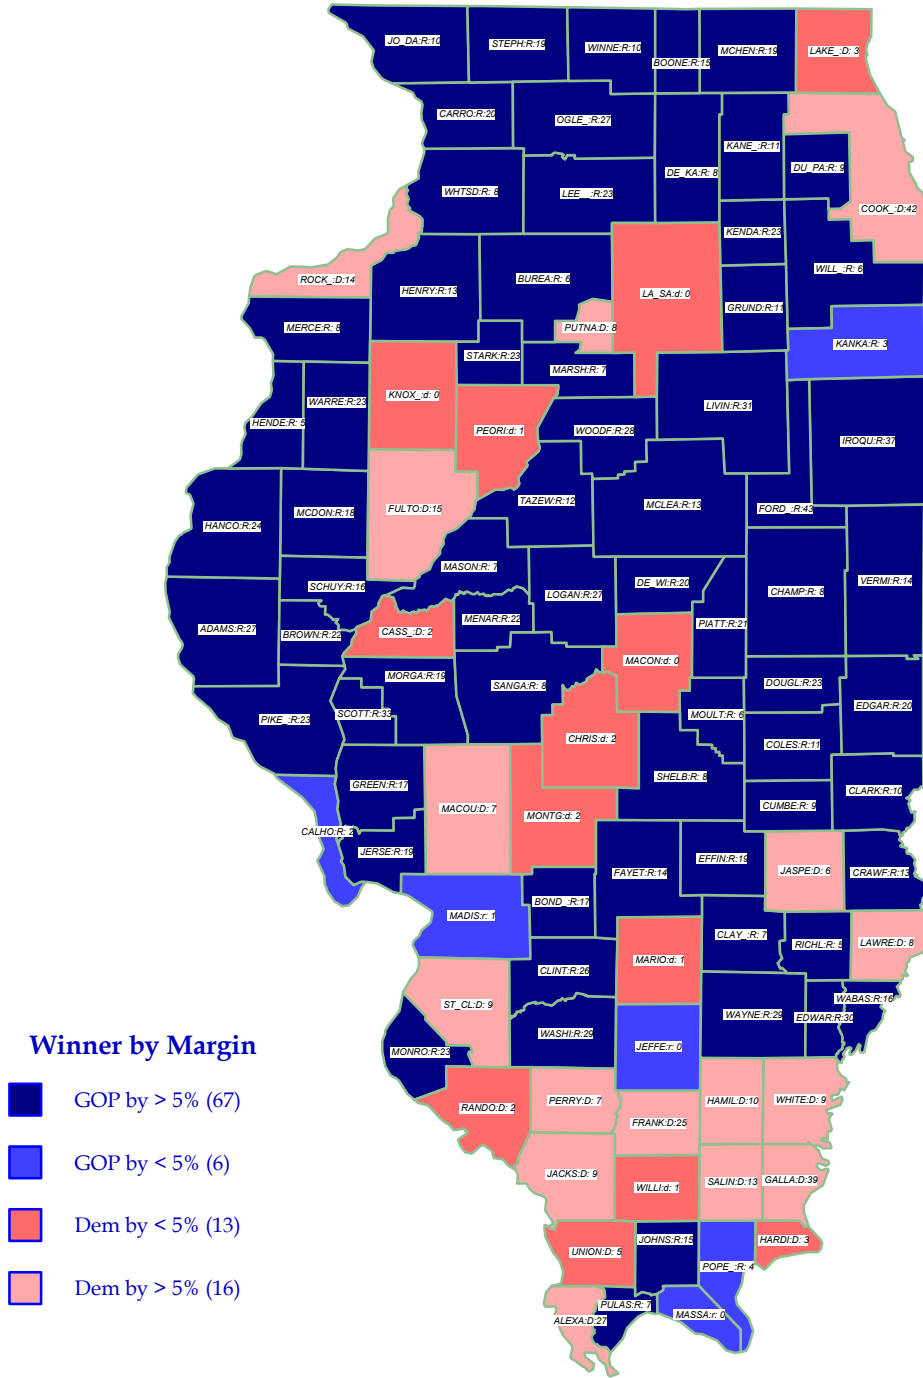 JO_DA:R:10
STEPH:R:19
WINNE:R:10
BOONE:R:15
MCHEN:R:19
LAKE_:D: 3
CARRO:R:20
OGLE_:R:27
DE_KA:R: 8
KANE_:R:11
DU_PA:R: 9
COOK_:D:42
WHTSD:R: 8
LEE__:R:23
KENDA:R:23
WILL_:R: 6
ROCK_:D:14
HENRY:R:13
BUREA:R: 6
LA_SA:d: 0
GRUND:R:11
MERCE:R: 8
PUTNA:D: 8
KANKA:R: 3
STARK:R:23
MARSH:R: 7
HENDE:R: 5
WARRE:R:23
KNOX_:d: 0
PEORI:d: 1
WOODF:R:28
LIVIN:R:31
IROQU:R:37
HANCO:R:24
MCDON:R:18
FULTO:D:15
TAZEW:R:12
MCLEA:R:13
FORD_:R:43
SCHUY:R:16
MASON:R: 7
LOGAN:R:27
DE_WI:R:20
CHAMP:R: 8
VERMI:R:14
ADAMS:R:27
BROWN:R:22
CASS_:D: 2
MENAR:R:22
PIATT:R:21
MACON:d: 0
PIKE_:R:23
SCOTT:R:33
MORGA:R:19
SANGA:R: 8
MOULT:R: 6
DOUGL:R:23
EDGAR:R:20
CHRIS:d: 2
COLES:R:11
GREEN:R:17
SHELB:R: 8
CALHO:R: 2
JERSE:R:19
MACOU:D: 7
MONTG:d: 2
CUMBE:R: 9
CLARK:R:10
FAYET:R:14
EFFIN:R:19
JASPE:D: 6
CRAWF:R:13
MADIS:r: 1
BOND_:R:17
CLAY_:R: 7
RICHL:R: 5
LAWRE:D: 8
CLINT:R:26
MARIO:d: 1
ST_CL:D: 9
WABAS:R:16
WAYNE:R:29
EDWAR:R:30
MONRO:R:23
WASHI:R:29
JEFFE:r: 0
RANDO:D: 2
PERRY:D: 7
FRANK:D:25
HAMIL:D:10
WHITE:D: 9
JACKS:D: 9
WILLI:d: 1
SALIN:D:13
GALLA:D:39
UNION:D: 5
JOHNS:R:15
POPE_:R: 4
HARDI:D: 3
ALEXA:D:27
PULAS:R: 7
MASSA:r: 0
Winner by Margin
GOP by > 5% (67)
GOP by < 5% (6)
Dem by < 5% (13)
Dem by > 5% (16)